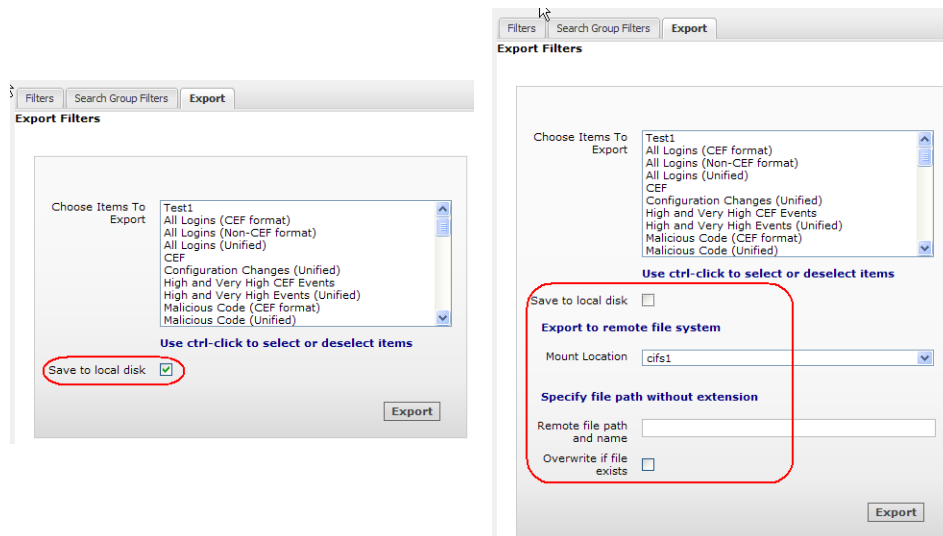 Filters Search Group Filters Export
Export Filters
Choose Items To Export
Test1
All Logins (CEF format)
All Logins (Non-CEF format)
All Logins (Unified)
CEF
Configuration Changes (Unified)
High and Very High CEF Events
High and Very High Events (Unified)
Malicious Code (CEF format)
Malicious Code (Unified)
Use ctrl-click to select or deselect items
Save to local disk
Export
Filters Search Group Filters Export
Export Filters
Choose Items To Export
Test1
All Logins (CEF format)
All Logins (Non-CEF format)
All Logins (Unified)
CEF
Configuration Changes (Unified)
High and Very High CEF Events
High and Very High Events (Unified)
Malicious Code (CEF format)
Malicious Code (Unified)
Use ctrl-click to select or deselect items
Save to local disk
Export to remote file system
Mount Location cifs1
Specify file path without extension
Remote file path
and name
Overwrite if file
exists
Export